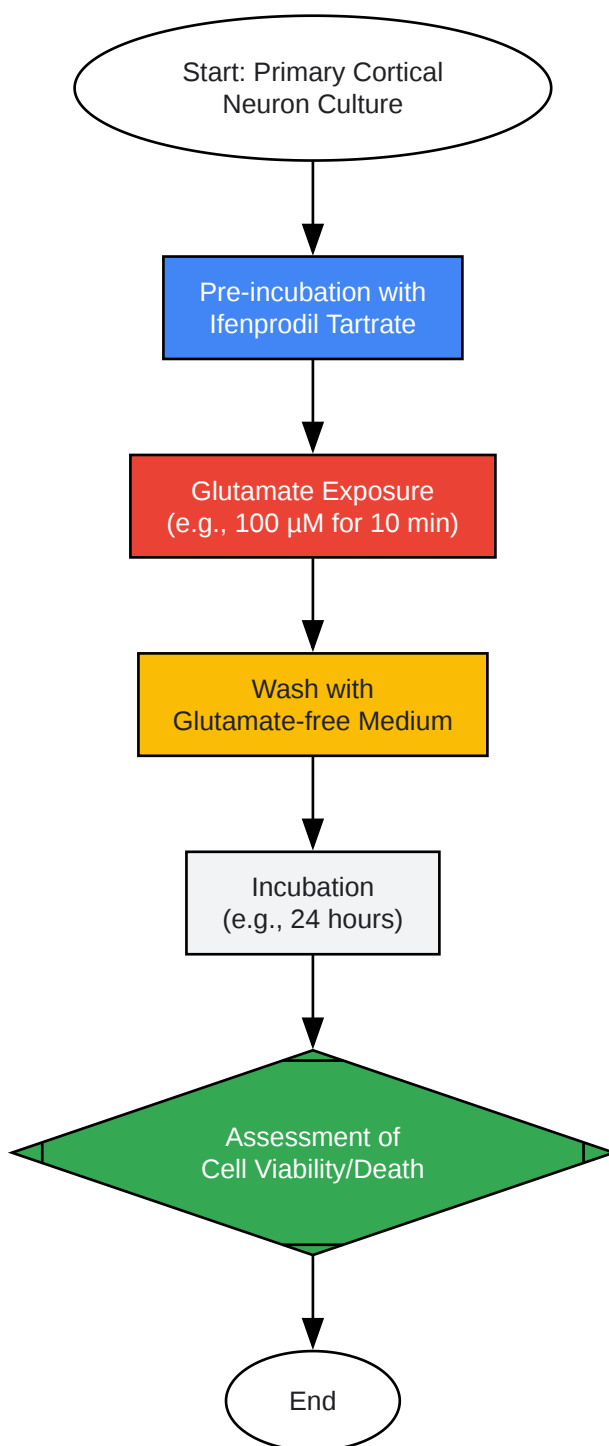 Start: Primary Cortical
Neuron Culture
Pre-incubation with
Ifenprodil Tartrate
Glutamate Exposure
(e.g., 100 µM for 10 min)
Wash with
Glutamate-free Medium
Incubation
(e.g., 24 hours)
Assessment of
Cell Viability/Death
End